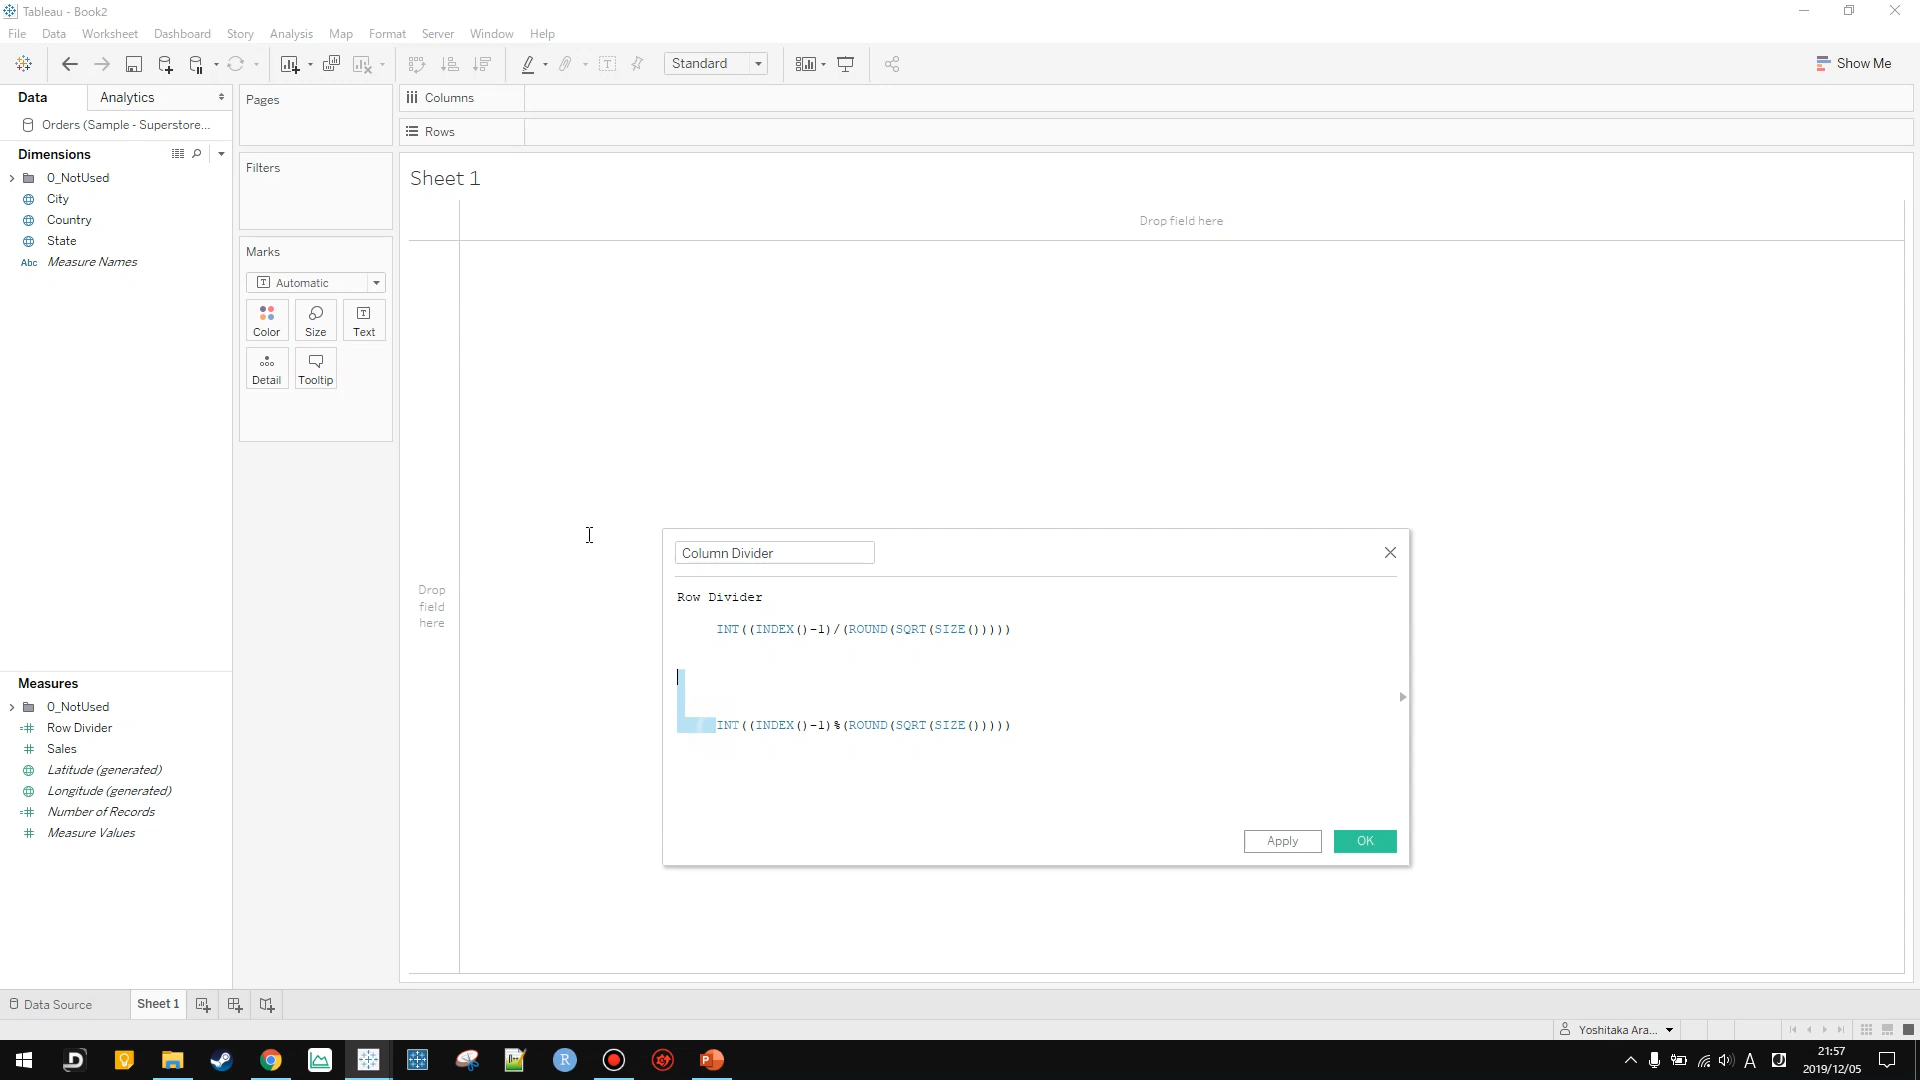 Tableau - Book2
File Data Worksheet Dashboard Story Analysis Map Format Server Window Help
Standard
Show Me
Data
Analytics
Pages
Columns
Orders (Sample - Superstore...
Rows
Dimensions
0_NotUsed
City
Country
State
Abc Measure Names
Filters
Marks
Automatic
Color
Size
Text
Detail
Tooltip
Sheet 1
Drop field here
Drop
field
here
Column Divider
Row Divider
INT((INDEX()-1)/(ROUND(SQRT(SIZE()))))
INT((INDEX()-1)%(ROUND(SQRT(SIZE()))))
Apply
OK
Measures
0_NotUsed
Row Divider
Sales
Latitude (generated)
Longitude (generated)
Number of Records
Measure Values
Data Source
Sheet 1
Yoshitaka Ara...
A
21:57
2019/12/05